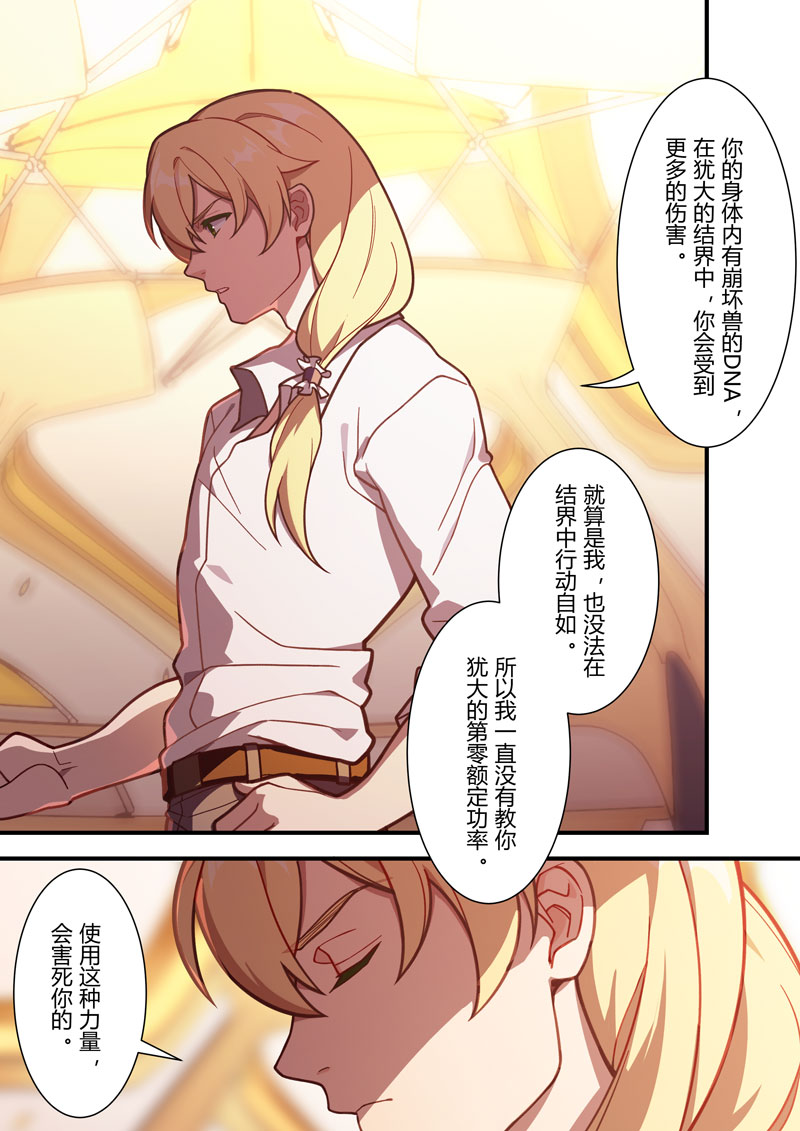 你的身体内有崩坏兽的DNA，
在犹大的结界中，你会受到
更多的伤害。
就算是我，也没法在
结界中行动自如。
所以我一直没有教你
犹大的第零额定功率。
使用这种力量，
会害死你的。